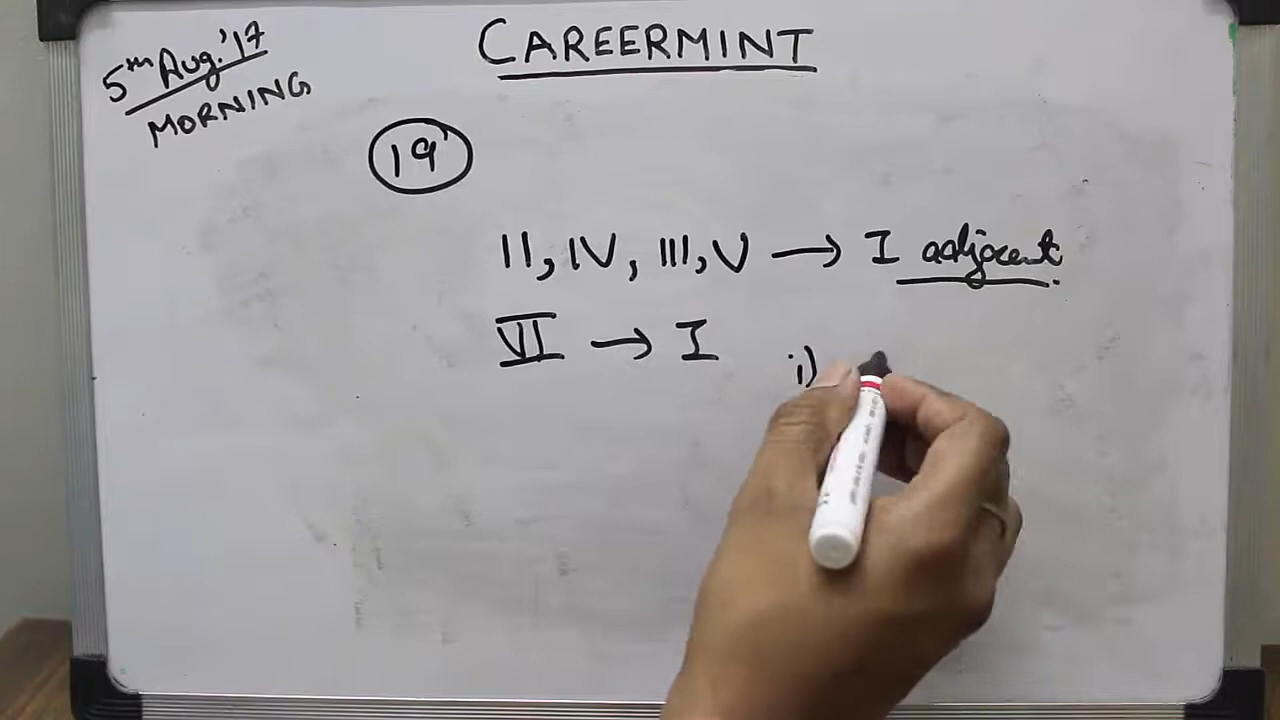 CAREERMINT
5th Aug.'17
MORNING
19
II, IV, III, V → I adjacent.
VI → I
i)